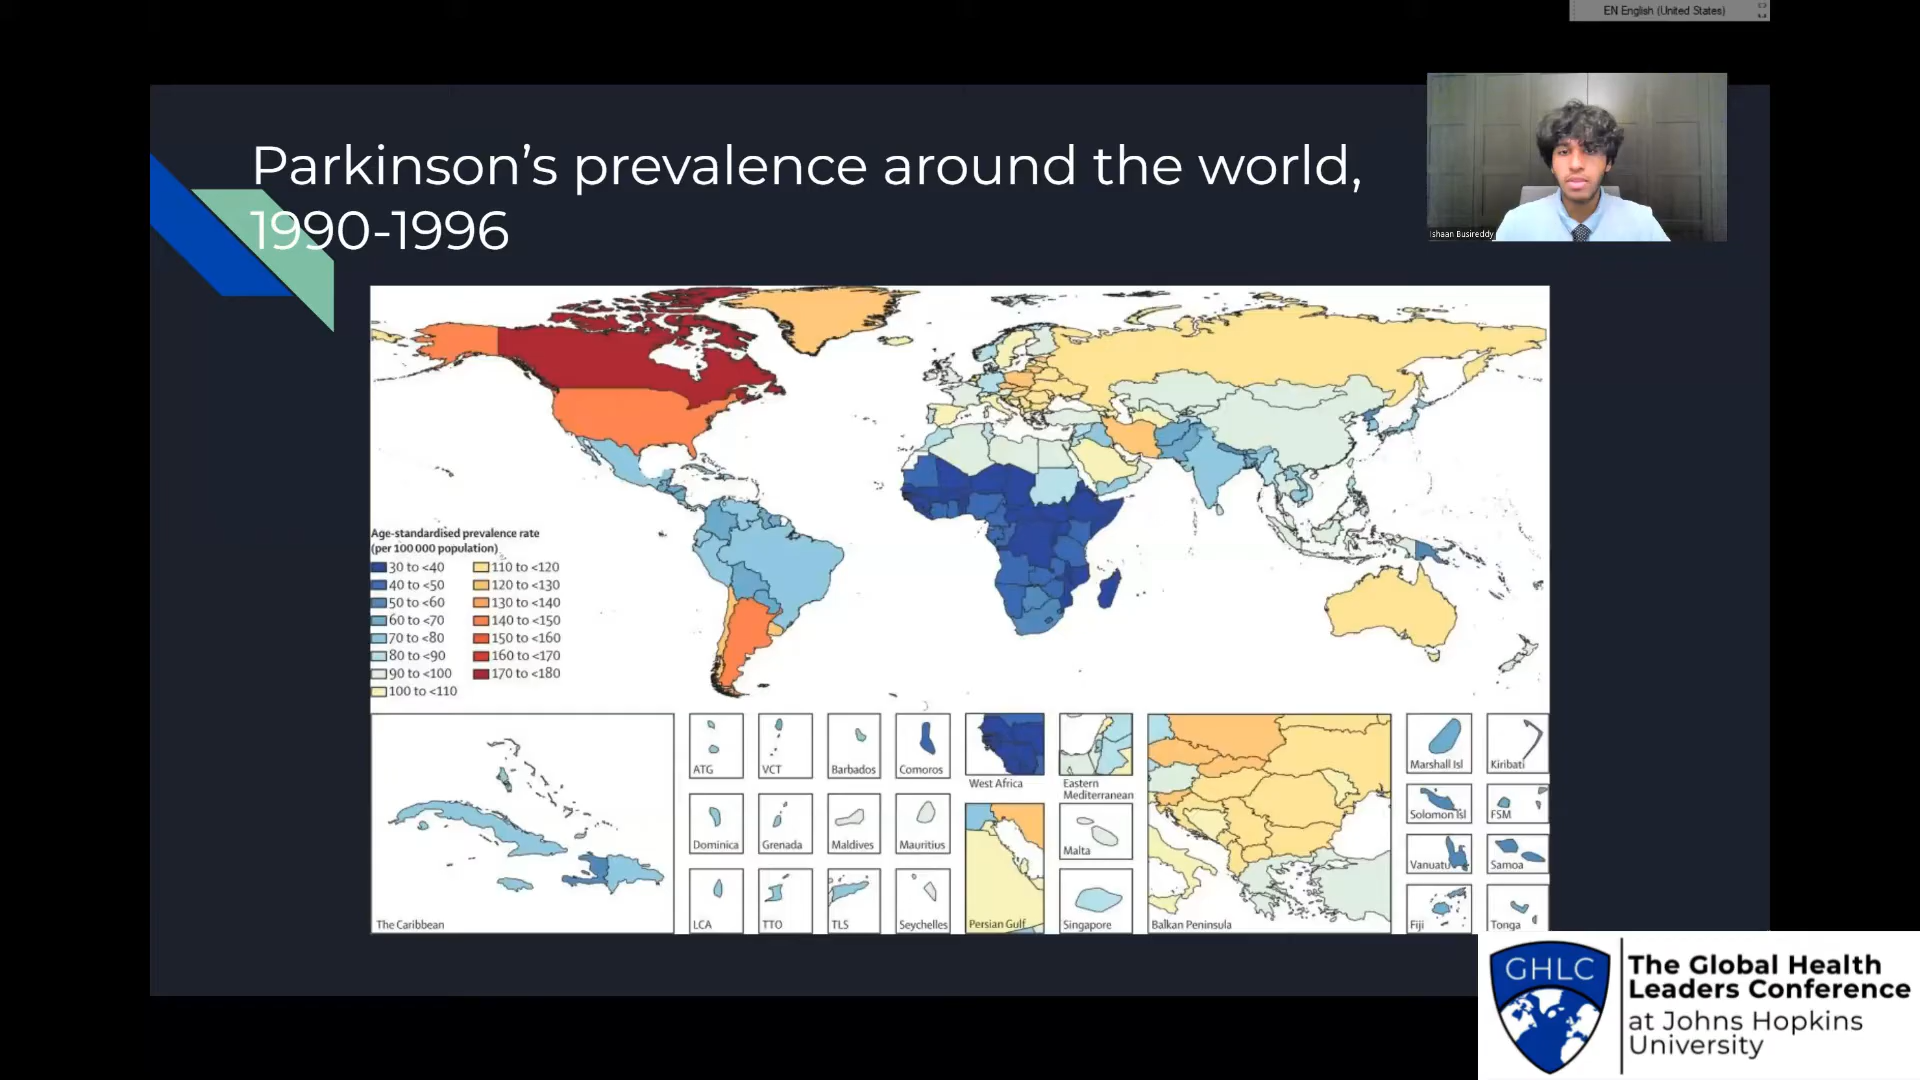 EN English (United States)
Parkinson's prevalence around the world,
1990-1996
Ishaan Busireddy
Age-standardised prevalence rate
(per 100 000 population)
30 to <40
40 to <50
50 to <60
60 to <70
70 to <80
80 to <90
90 to <100
100 to <110
110 to <120
120 to <130
130 to <140
140 to <150
150 to <160
160 to <170
170 to <180
The Caribbean
ATG
VCT
Barbados
Comoros
Dominica
Grenada
Maldives
Mauritius
LCA
TTO
TLS
Seychelles
West Africa
Eastern
Mediterranean
Malta
Persian Gulf
Singapore
Balkan Peninsula
Marshall Isl
Kiribati
Solomon Isl
FSM
Vanuatu
Samoa
Fiji
Tonga
GHLC
The Global Health
Leaders Conference
at Johns Hopkins
University